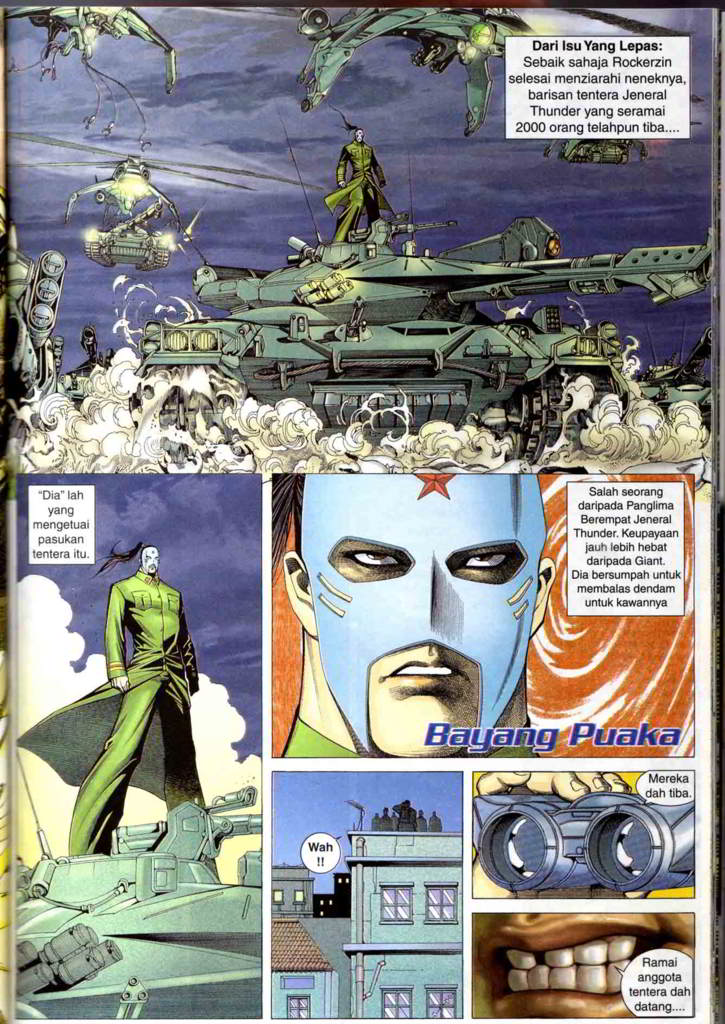 Dari Isu Yang Lepas:
Sebaik sahaja Rockerzin
selesai menziarahi neneknya,
barisan tentera Jeneral
Thunder yang seramai
2000 orang telahpun tiba....
"Dia" lah
yang
mengetuai
pasukan
tentera itu.
Salah seorang
daripada Panglima
Berempat Jeneral
Thunder. Keupayaan
jauh lebih hebat
daripada Giant.
Dia bersumpah untuk
membalas dendam
untuk kawannya
Bayang Puaka
Wah
!!
Mereka
dah tiba.
Ramai
anggota
tentera dah
datang....